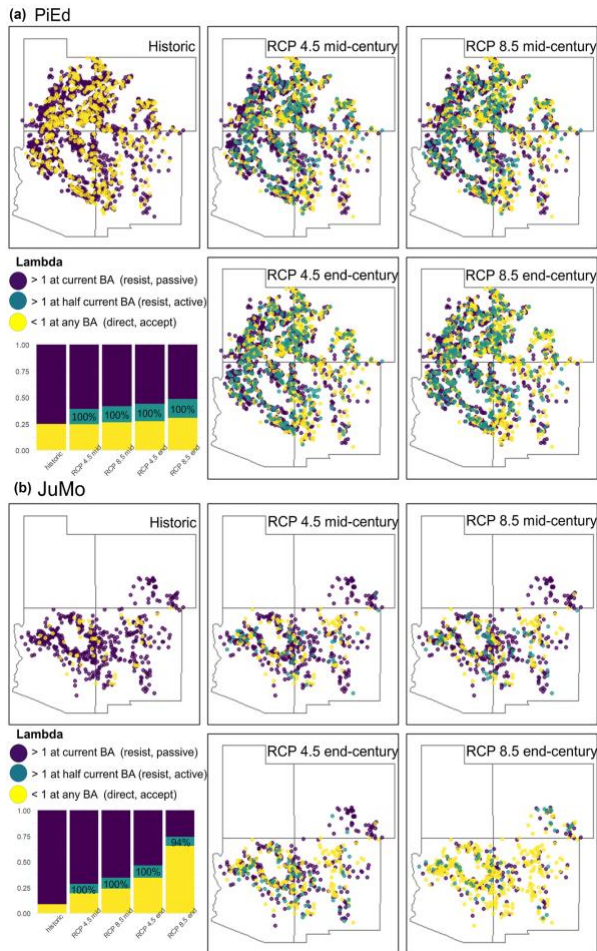 (a) PiEd
Historic
RCP 4.5 mid-century
RCP 8.5 mid-century
Lambda
> 1 at current BA (resist, passive)
> 1 at half current BA (resist, active)
< 1 at any BA (direct, accept)
RCP 4.5 end-century
RCP 8.5 end-century
1.00
0.75
0.50
0.25
0.00
100%
100%
100%
100%
historic
RCP 4.5 mid
RCP 8.5 mid
RCP 4.5 end
RCP 8.5 end
(b) JuMo
Historic
RCP 4.5 mid-century
RCP 8.5 mid-century
Lambda
> 1 at current BA (resist, passive)
> 1 at half current BA (resist, active)
< 1 at any BA (direct, accept)
RCP 4.5 end-century
RCP 8.5 end-century
1.00
0.75
0.50
0.25
0.00
100%
100%
100%
94%
historic
RCP 4.5 mid
RCP 8.5 mid
RCP 4.5 end
RCP 8.5 end